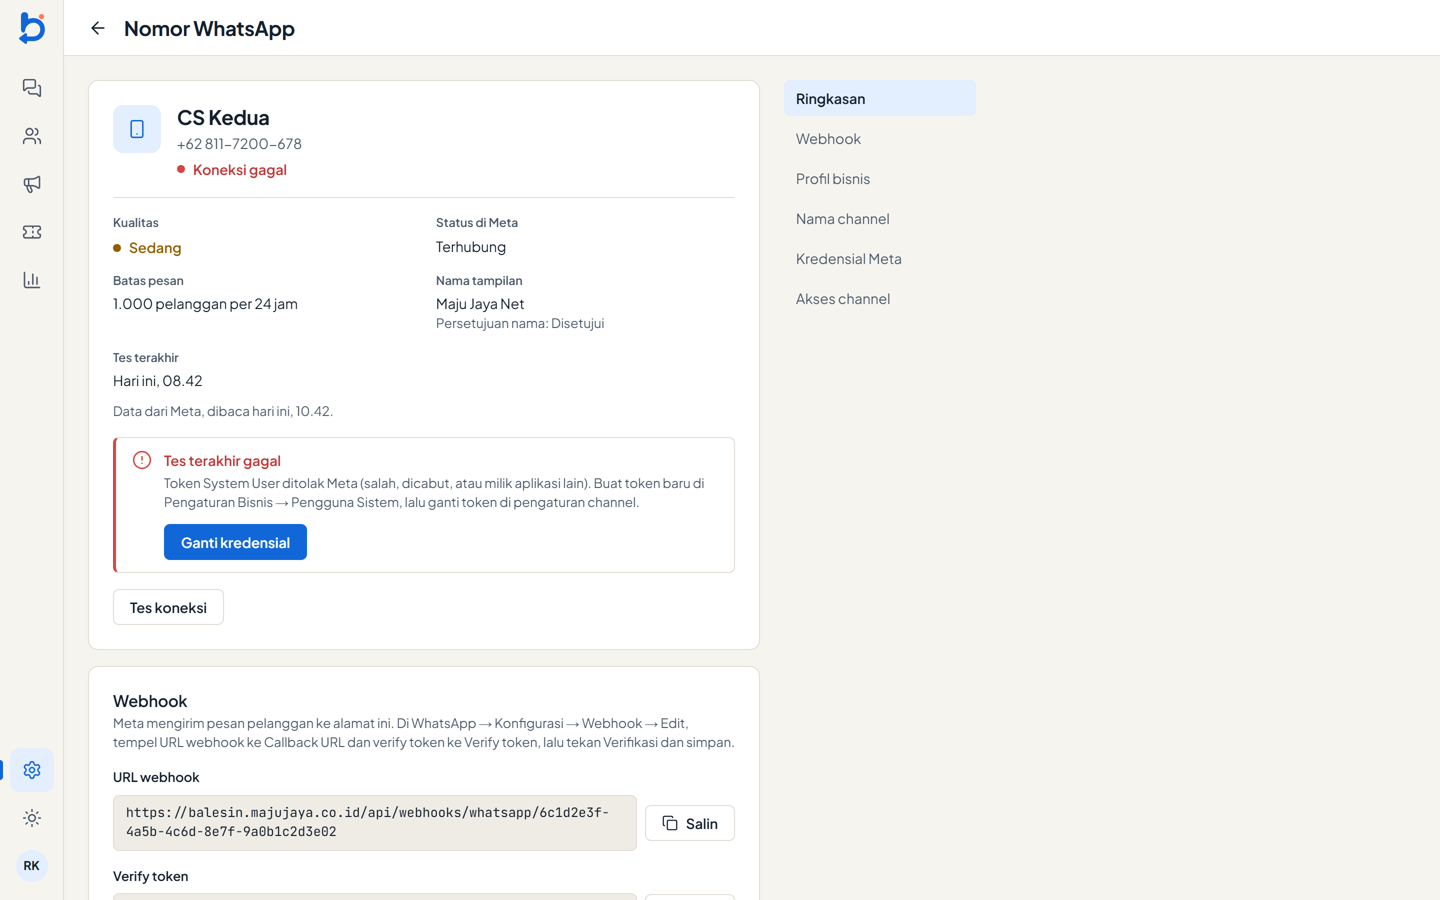 Nomor WhatsApp
CS Kedua
+62 811-7200-678
Koneksi gagal
Kualitas
Sedang
Status di Meta
Terhubung
Batas pesan
1.000 pelanggan per 24 jam
Nama tampilan
Maju Jaya Net
Persetujuan nama: Disetujui
Tes terakhir
Hari ini, 08.42
Data dari Meta, dibaca hari ini, 10.42.
Tes terakhir gagal
Token System User ditolak Meta (salah, dicabut, atau milik aplikasi lain). Buat token baru di
Pengaturan Bisnis → Pengguna Sistem, lalu ganti token di pengaturan channel.
Ganti kredensial
Tes koneksi
Webhook
Meta mengirim pesan pelanggan ke alamat ini. Di WhatsApp → Konfigurasi → Webhook → Edit,
tempel URL webhook ke Callback URL dan verify token ke Verify token, lalu tekan Verifikasi dan simpan.
URL webhook
https://balesin.majujaya.co.id/api/webhooks/whatsapp/6c1d2e3f-
4a5b-4c6d-8e7f-9a0b1c2d3e02
Salin
Verify token
Ringkasan
Webhook
Profil bisnis
Nama channel
Kredensial Meta
Akses channel
RK